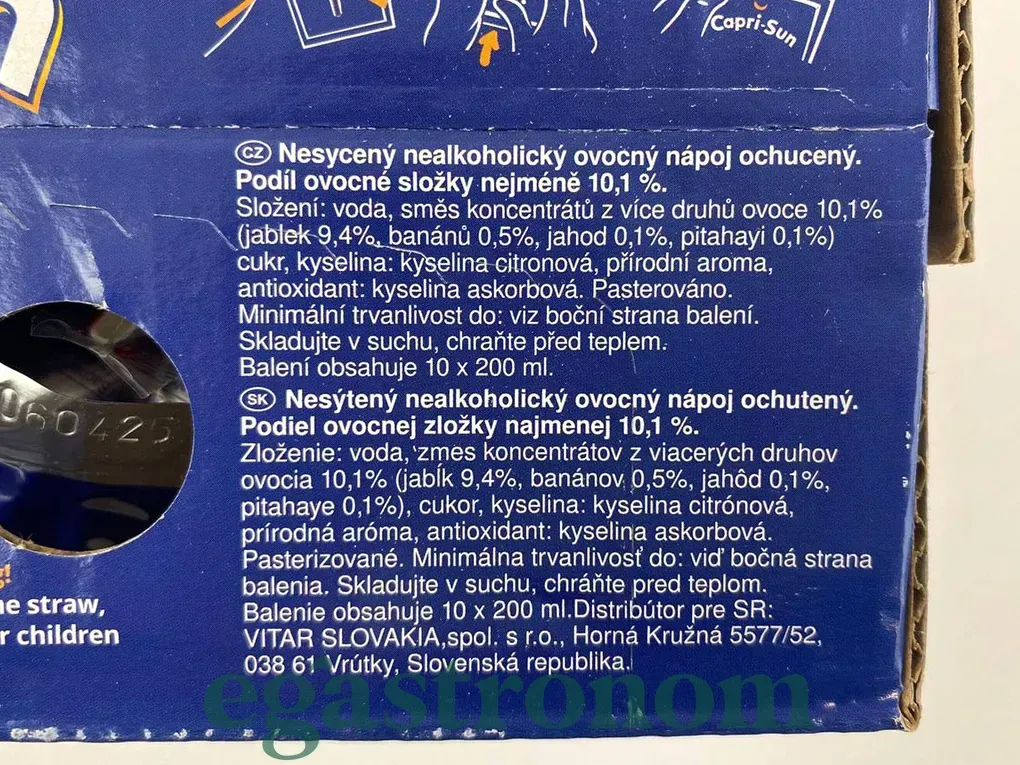 Capri-Sun
CZ Nesycený nealkoholický ovocný nápoj ochucený.
Podíl ovocné složky nejméně 10,1 %.
Složení: voda, směs koncentrátů z více druhů ovoce 10,1%
(jablek 9,4%, banánů 0,5%, jahod 0,1%, pitahayi 0,1%)
cukr, kyselina: kyselina citronová, přírodní aroma,
antioxidant: kyselina askorbová. Pasterováno.
Minimální trvanlivost do: viz boční strana balení.
Skladujte v suchu, chraňte před teplem.
Balení obsahuje 10 x 200 ml.
SK Nesýtený nealkoholický ovocný nápoj ochutený.
Podiel ovocnej zložky najmenej 10,1 %.
Zloženie: voda, zmes koncentrátov z viacerých druhov
ovocia 10,1% (jabĺk 9,4%, banánov 0,5%, jahôd 0,1%,
pitahaye 0,1%), cukor, kyselina: kyselina citrónová,
prírodná aróma, antioxidant: kyselina askorbová.
Pasterizované. Minimálna trvanlivosť do: viď bočná strana
balenia. Skladujte v suchu, chráňte pred teplom.
Balenie obsahuje 10 x 200 ml.Distribútor pre SR:
VITAR SLOVAKIA,spol. s r.o., Horná Kružná 5577/52,
038 61 Vrútky, Slovenská republika.
060425
straw,
children
egastronom